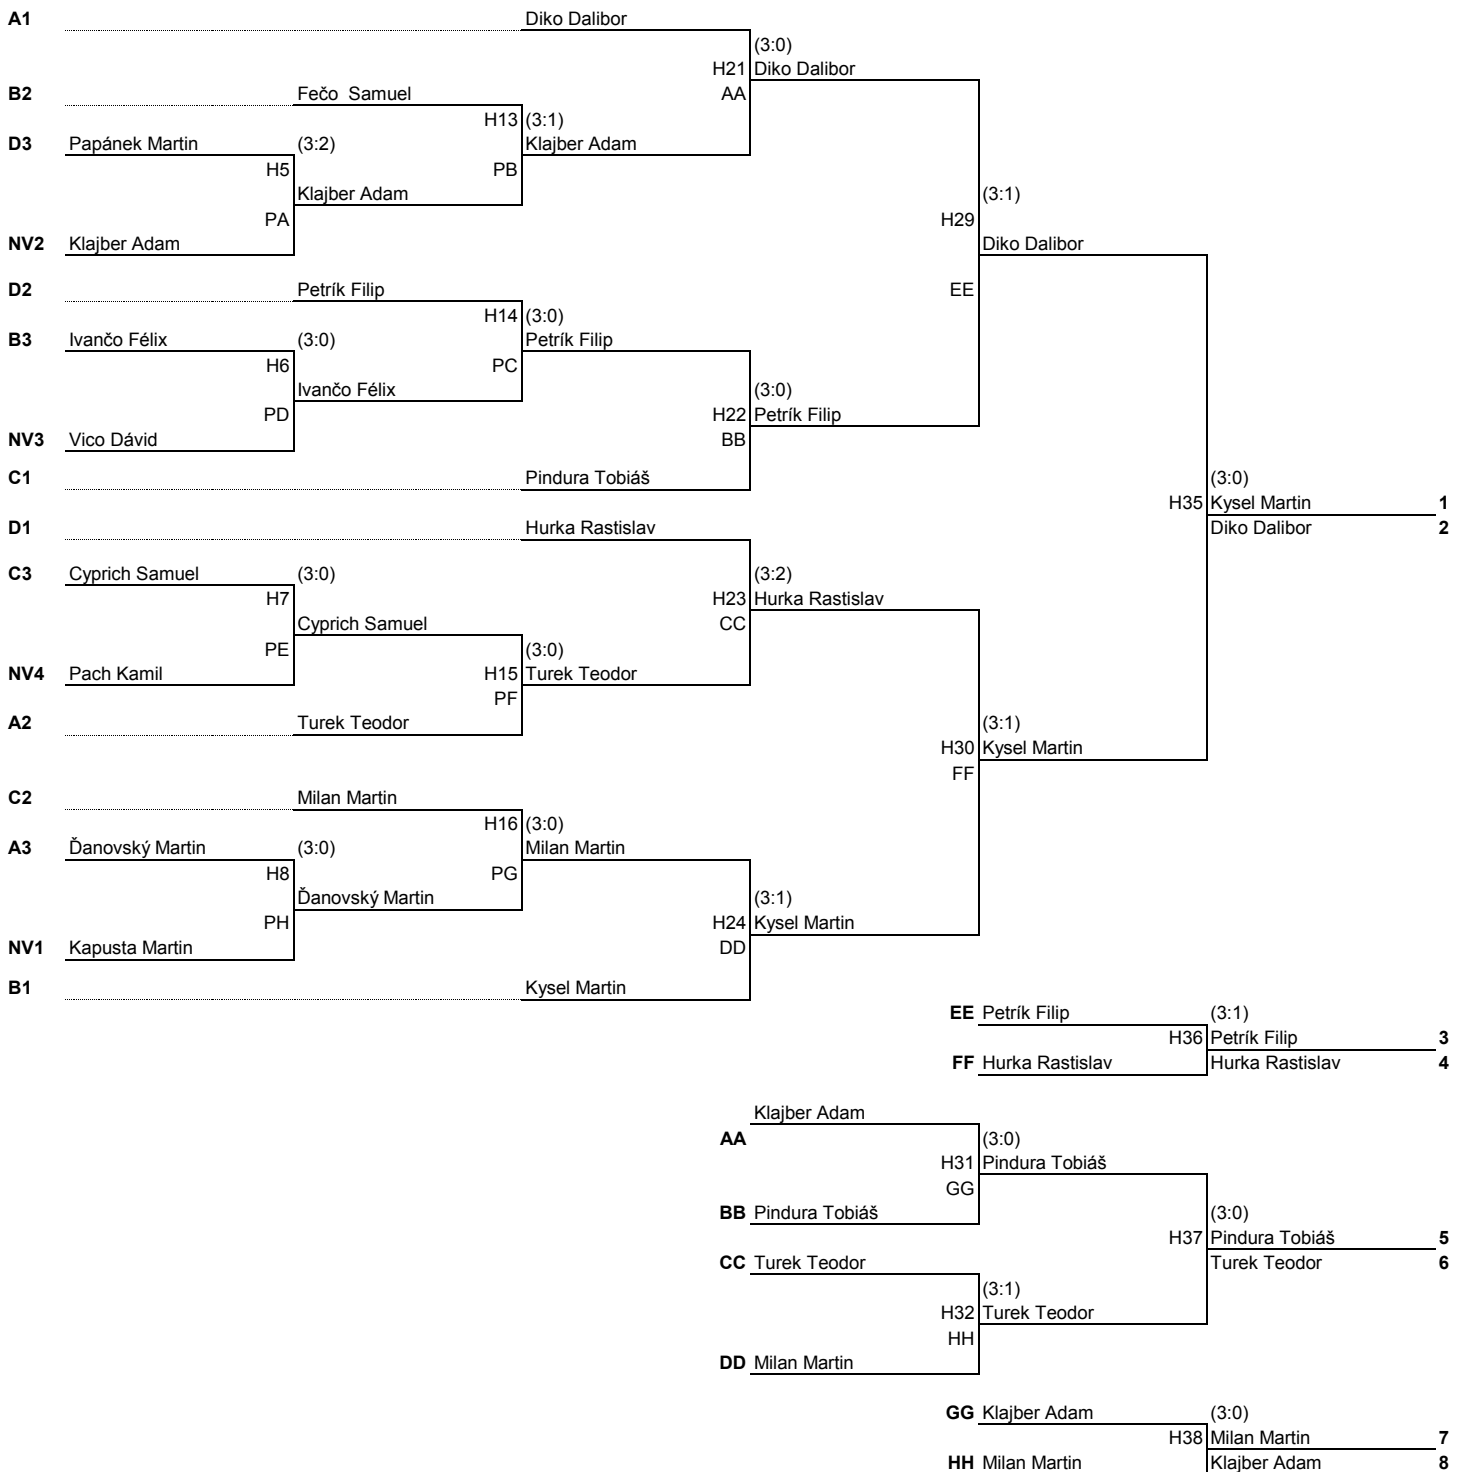 A1 Diko Dalibor
(3:0)
H21 Diko Dalibor
B2 Fečo  Samuel AA
H13 (3:1)
D3 Papánek Martin (3:2) Klajber Adam
H5 PB
Klajber Adam (3:1)
PA H29
NV2 Klajber Adam Diko Dalibor
D2 Petrík Filip EE
H14 (3:0)
B3 Ivančo Félix (3:0) Petrík Filip
H6 PC
Ivančo Félix (3:0)
PD H22 Petrík Filip
NV3 Vico Dávid BB
C1 Pindura Tobiáš (3:0)
H35 Kysel Martin 1
D1 Hurka Rastislav Diko Dalibor 2
C3 Cyprich Samuel (3:0) (3:2)
H7 H23 Hurka Rastislav
Cyprich Samuel CC
PE (3:0)
NV4 Pach Kamil H15 Turek Teodor
PF
A2 Turek Teodor (3:1)
H30 Kysel Martin
FF
C2 Milan Martin
H16 (3:0)
A3 Ďanovský Martin (3:0) Milan Martin
H8 PG
Ďanovský Martin (3:1)
PH H24 Kysel Martin
NV1 Kapusta Martin DD
B1 Kysel Martin
EE Petrík Filip (3:1)
H36 Petrík Filip 3
FF Hurka Rastislav Hurka Rastislav 4
Klajber Adam
AA (3:0)
H31 Pindura Tobiáš
GG
BB Pindura Tobiáš (3:0)
H37 Pindura Tobiáš 5
CC Turek Teodor Turek Teodor 6
(3:1)
H32 Turek Teodor
HH
DD Milan Martin
GG Klajber Adam (3:0)
H38 Milan Martin 7
HH Milan Martin Klajber Adam 8